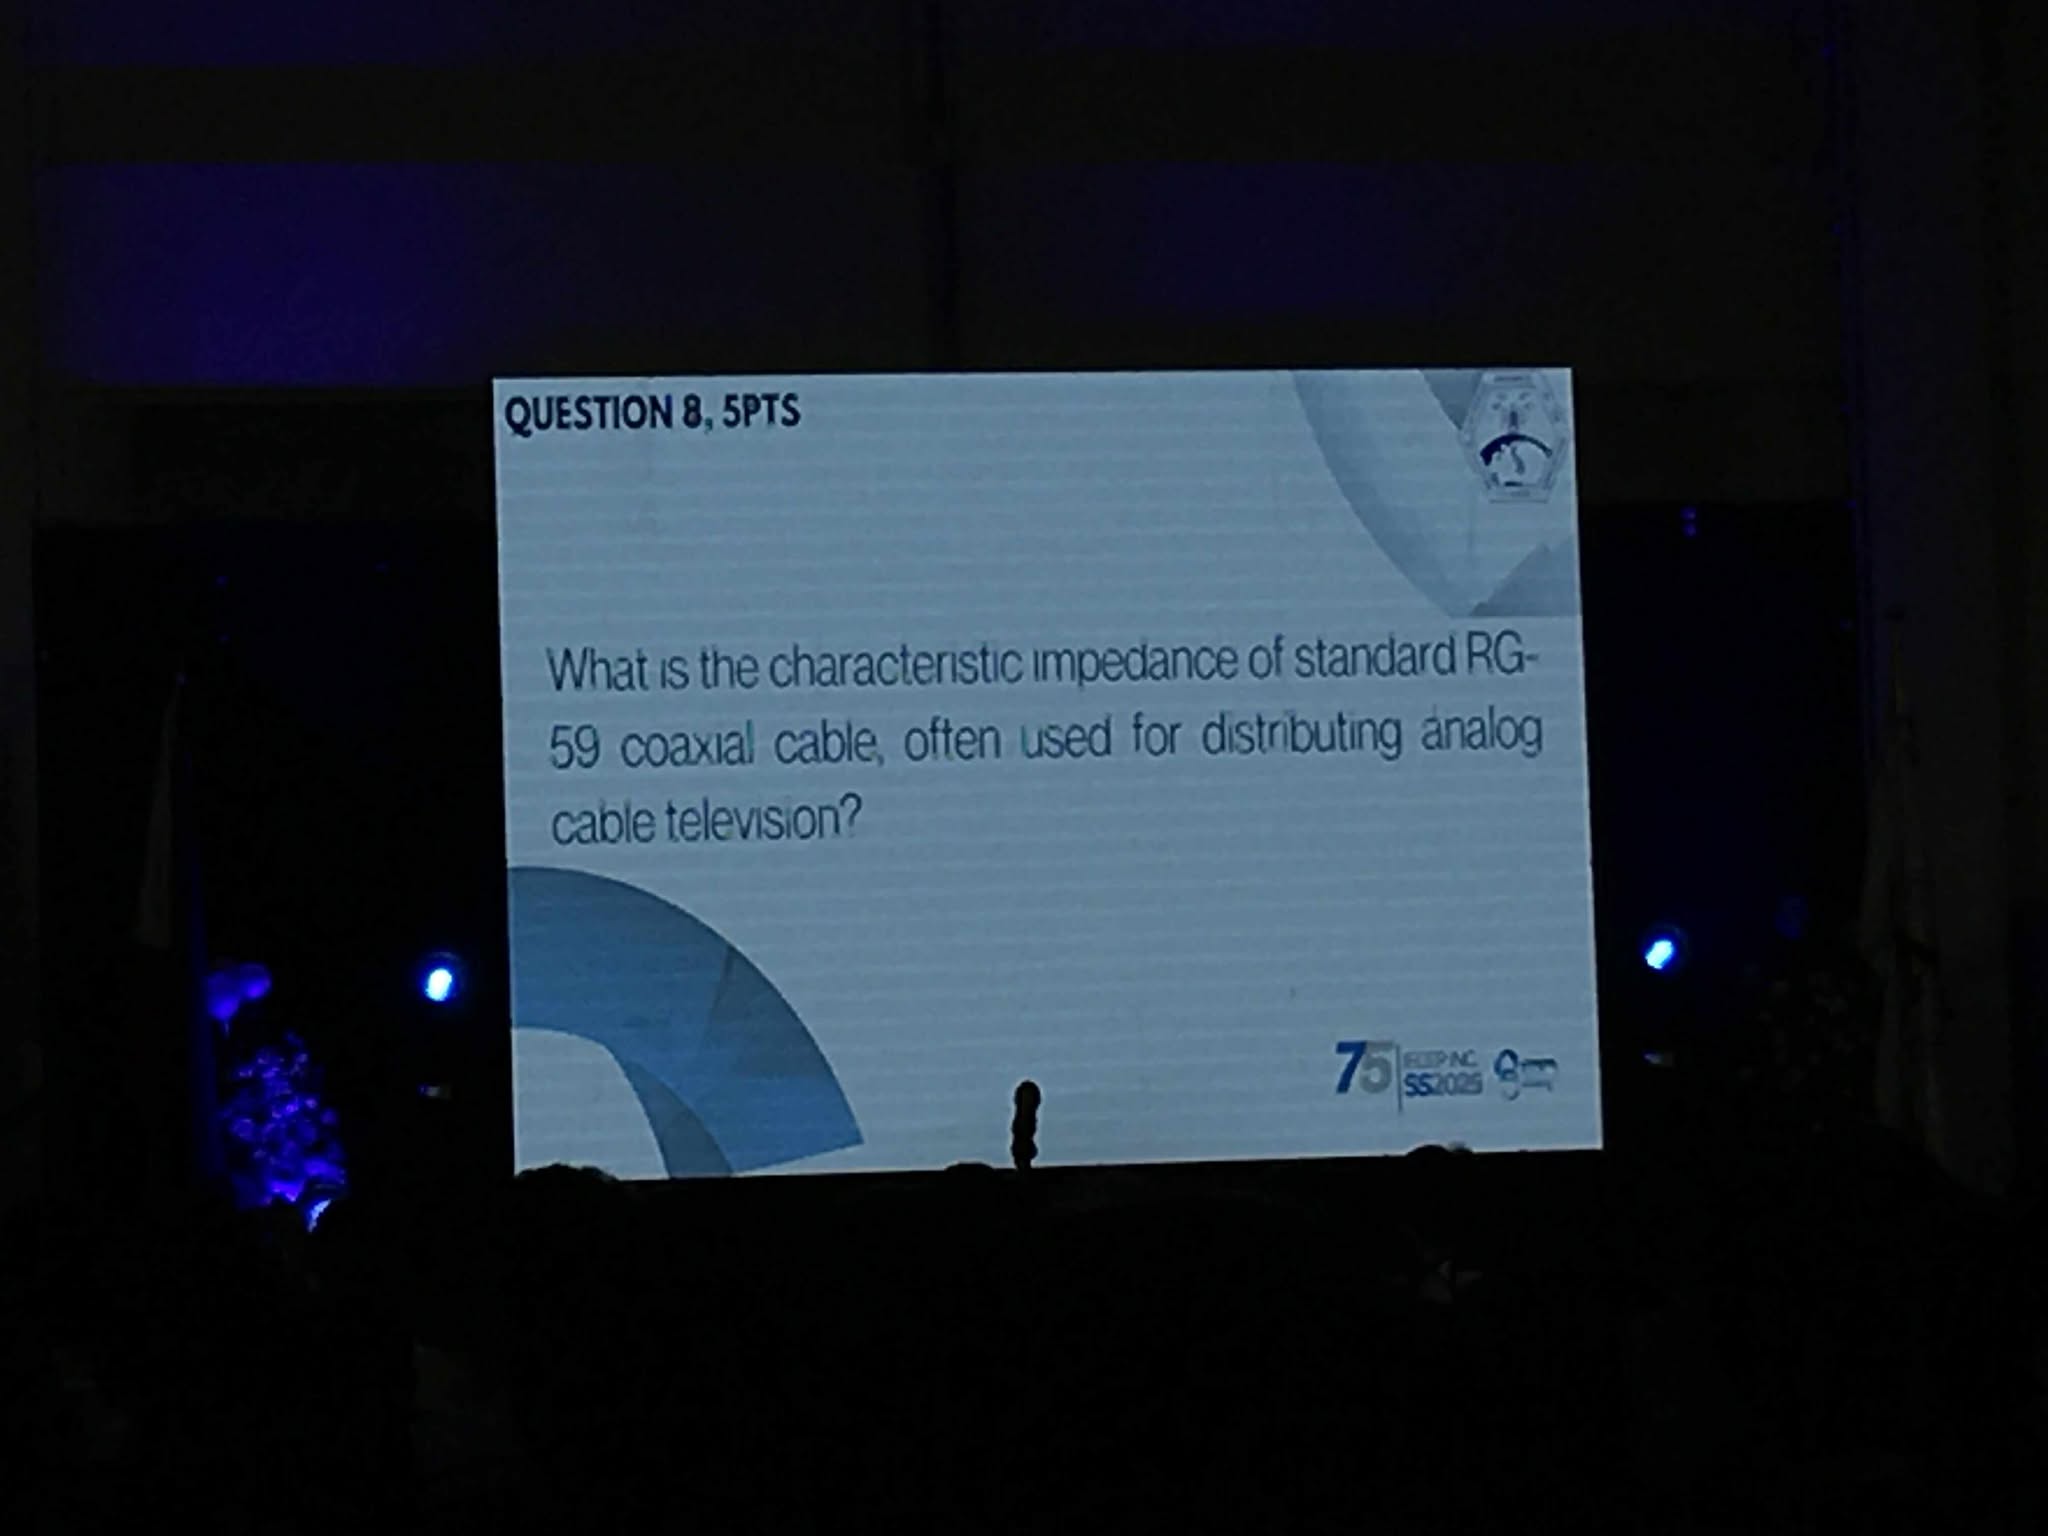 QUESTION 8, 5PTS
What is the characteristic impedance of standard RG-
59 coaxial cable, often used for distributing analog
cable television?
75
IECEP INC.
SS2025